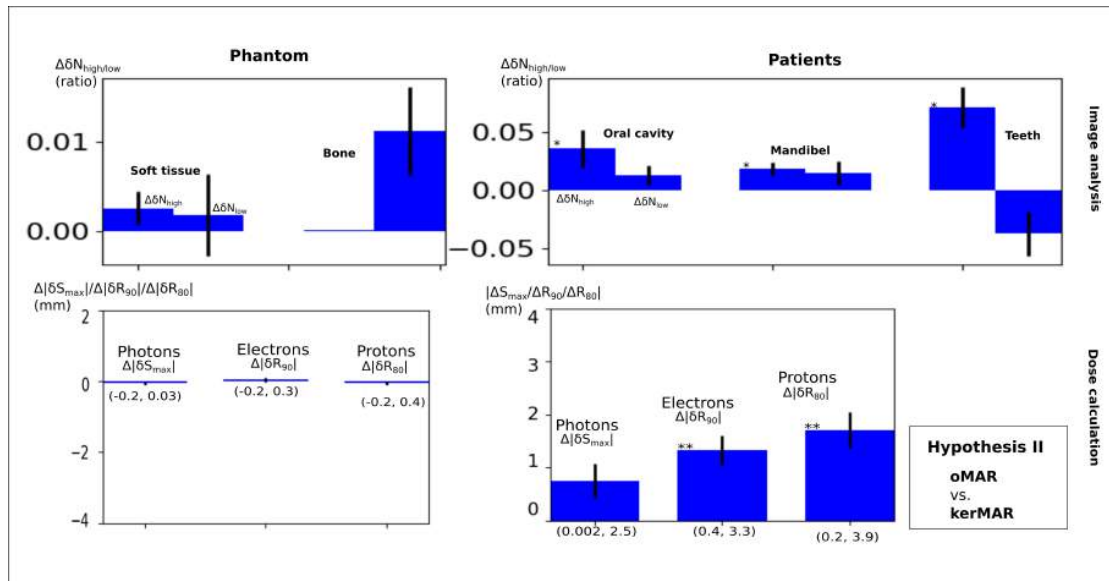 Phantom
Patients
ΔδN_high/low
(ratio)
0.01
0.00
Soft tissue
ΔδN_high
ΔδN_low
Bone
ΔδN_high/low
(ratio)
0.05
0.00
−0.05
*
Oral cavity
ΔδN_high
ΔδN_low
*
Mandibel
*
Teeth
Image analysis
Δ|δS_max|/Δ|δR_90|/Δ|δR_80|
(mm)
2
0
−2
−4
Photons
Δ|δS_max|
(-0.2, 0.03)
Electrons
Δ|δR_90|
(-0.2, 0.3)
Protons
Δ|δR_80|
(-0.2, 0.4)
|ΔS_max/ΔR_90/ΔR_80|
(mm)
4
3
2
1
0
Photons
Δ|δS_max|
(0.002, 2.5)
Electrons
Δ|δR_90|
**
(0.4, 3.3)
Protons
Δ|δR_80|
**
(0.2, 3.9)
Dose calculation
Hypothesis II
oMAR
vs.
kerMAR